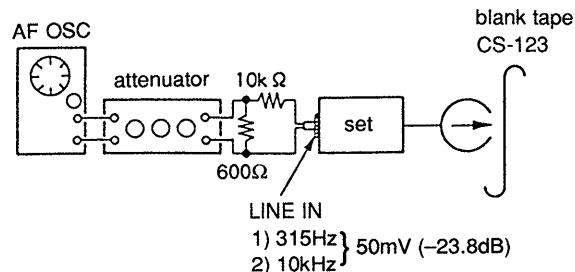 blank tape
CS-123
AF OSC
attenuator
10k Ω
set
600Ω
LINE IN
1) 315Hz
2) 10kHz
50mV (–23.8dB)